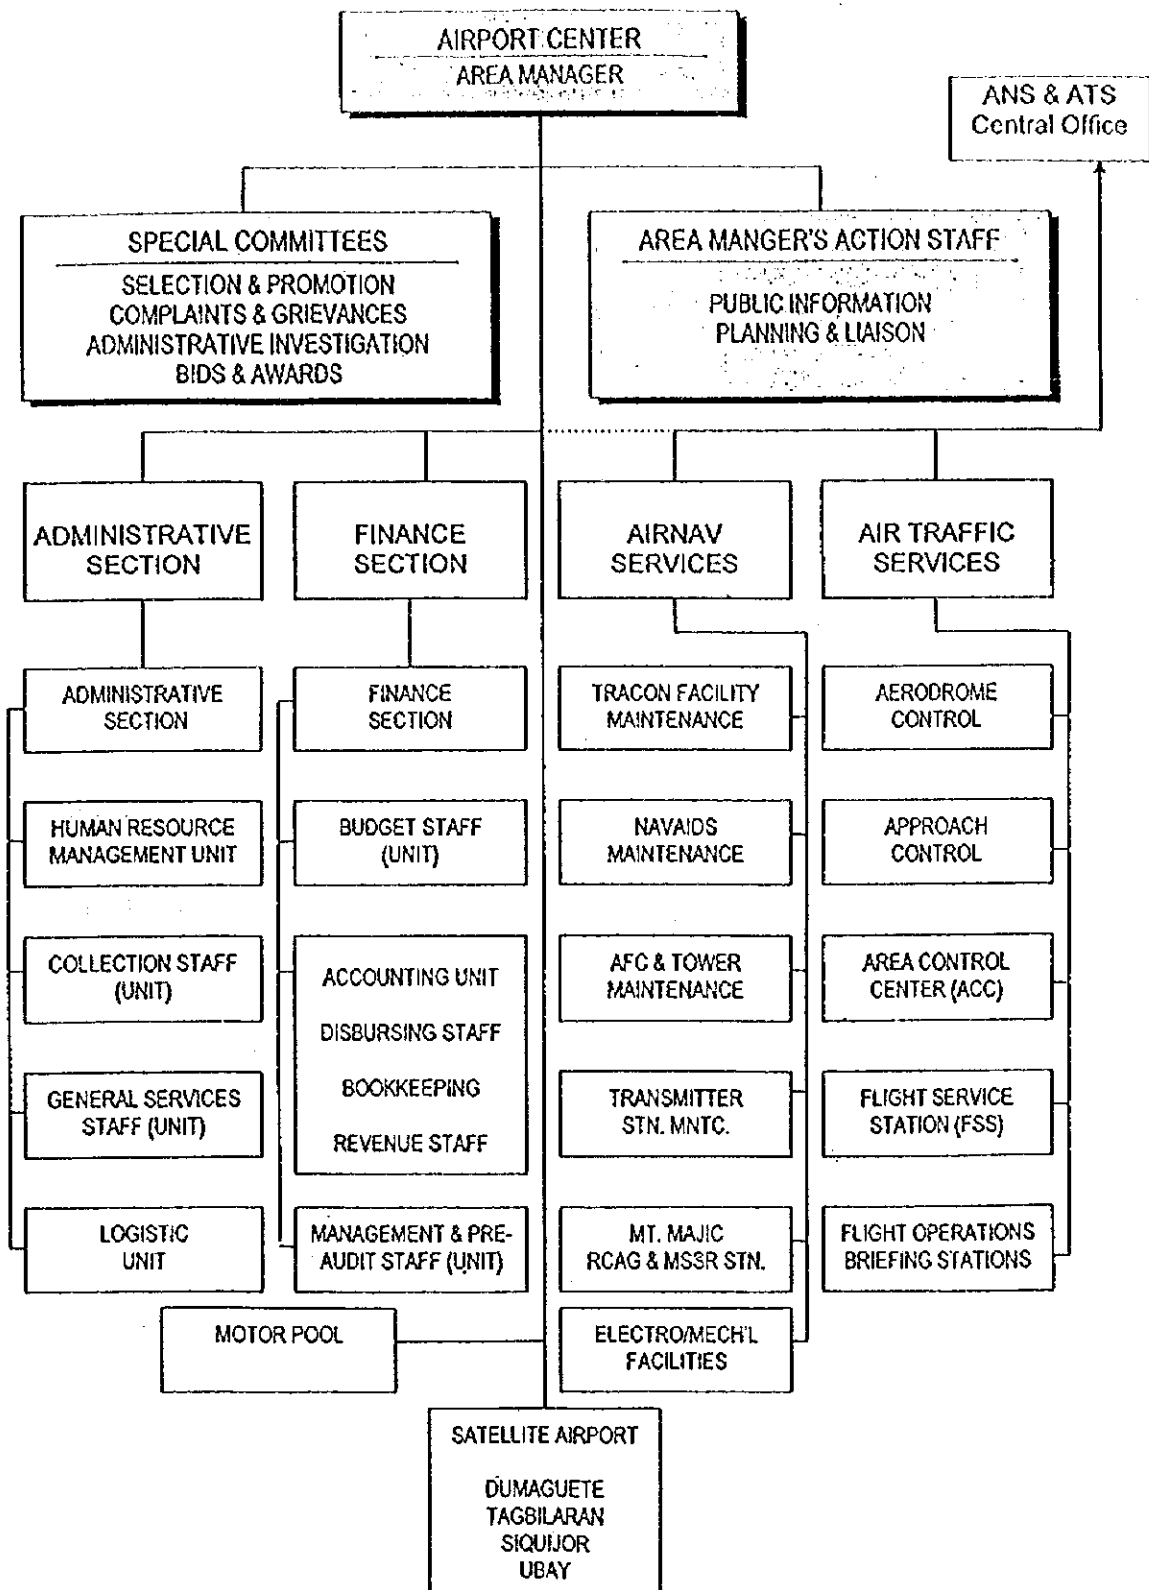 AIRPORT CENTER
AREA MANAGER
ANS & ATS
Central Office
SPECIAL COMMITTEES
SELECTION & PROMOTION
COMPLAINTS & GRIEVANCES
ADMINISTRATIVE INVESTIGATION
BIDS & AWARDS
AREA MANGER'S ACTION STAFF
PUBLIC INFORMATION
PLANNING & LIAISON
ADMINISTRATIVE
SECTION
FINANCE
SECTION
AIRNAV
SERVICES
AIR TRAFFIC
SERVICES
ADMINISTRATIVE
SECTION
HUMAN RESOURCE
MANAGEMENT UNIT
COLLECTION STAFF
(UNIT)
GENERAL SERVICES
STAFF (UNIT)
LOGISTIC
UNIT
FINANCE
SECTION
BUDGET STAFF
(UNIT)
ACCOUNTING UNIT
DISBURSING STAFF
BOOKKEEPING
REVENUE STAFF
MANAGEMENT & PRE-
AUDIT STAFF (UNIT)
TRACON FACILITY
MAINTENANCE
NAVAIDS
MAINTENANCE
AFC & TOWER
MAINTENANCE
TRANSMITTER
STN. MNTC.
MT. MAJIC
RCAG & MSSR STN.
ELECTRO/MECH'L
FACILITIES
AERODROME
CONTROL
APPROACH
CONTROL
AREA CONTROL
CENTER (ACC)
FLIGHT SERVICE
STATION (FSS)
FLIGHT OPERATIONS
BRIEFING STATIONS
MOTOR POOL
SATELLITE AIRPORT
DUMAGUETE
TAGBILARAN
SIQUIJOR
UBAY